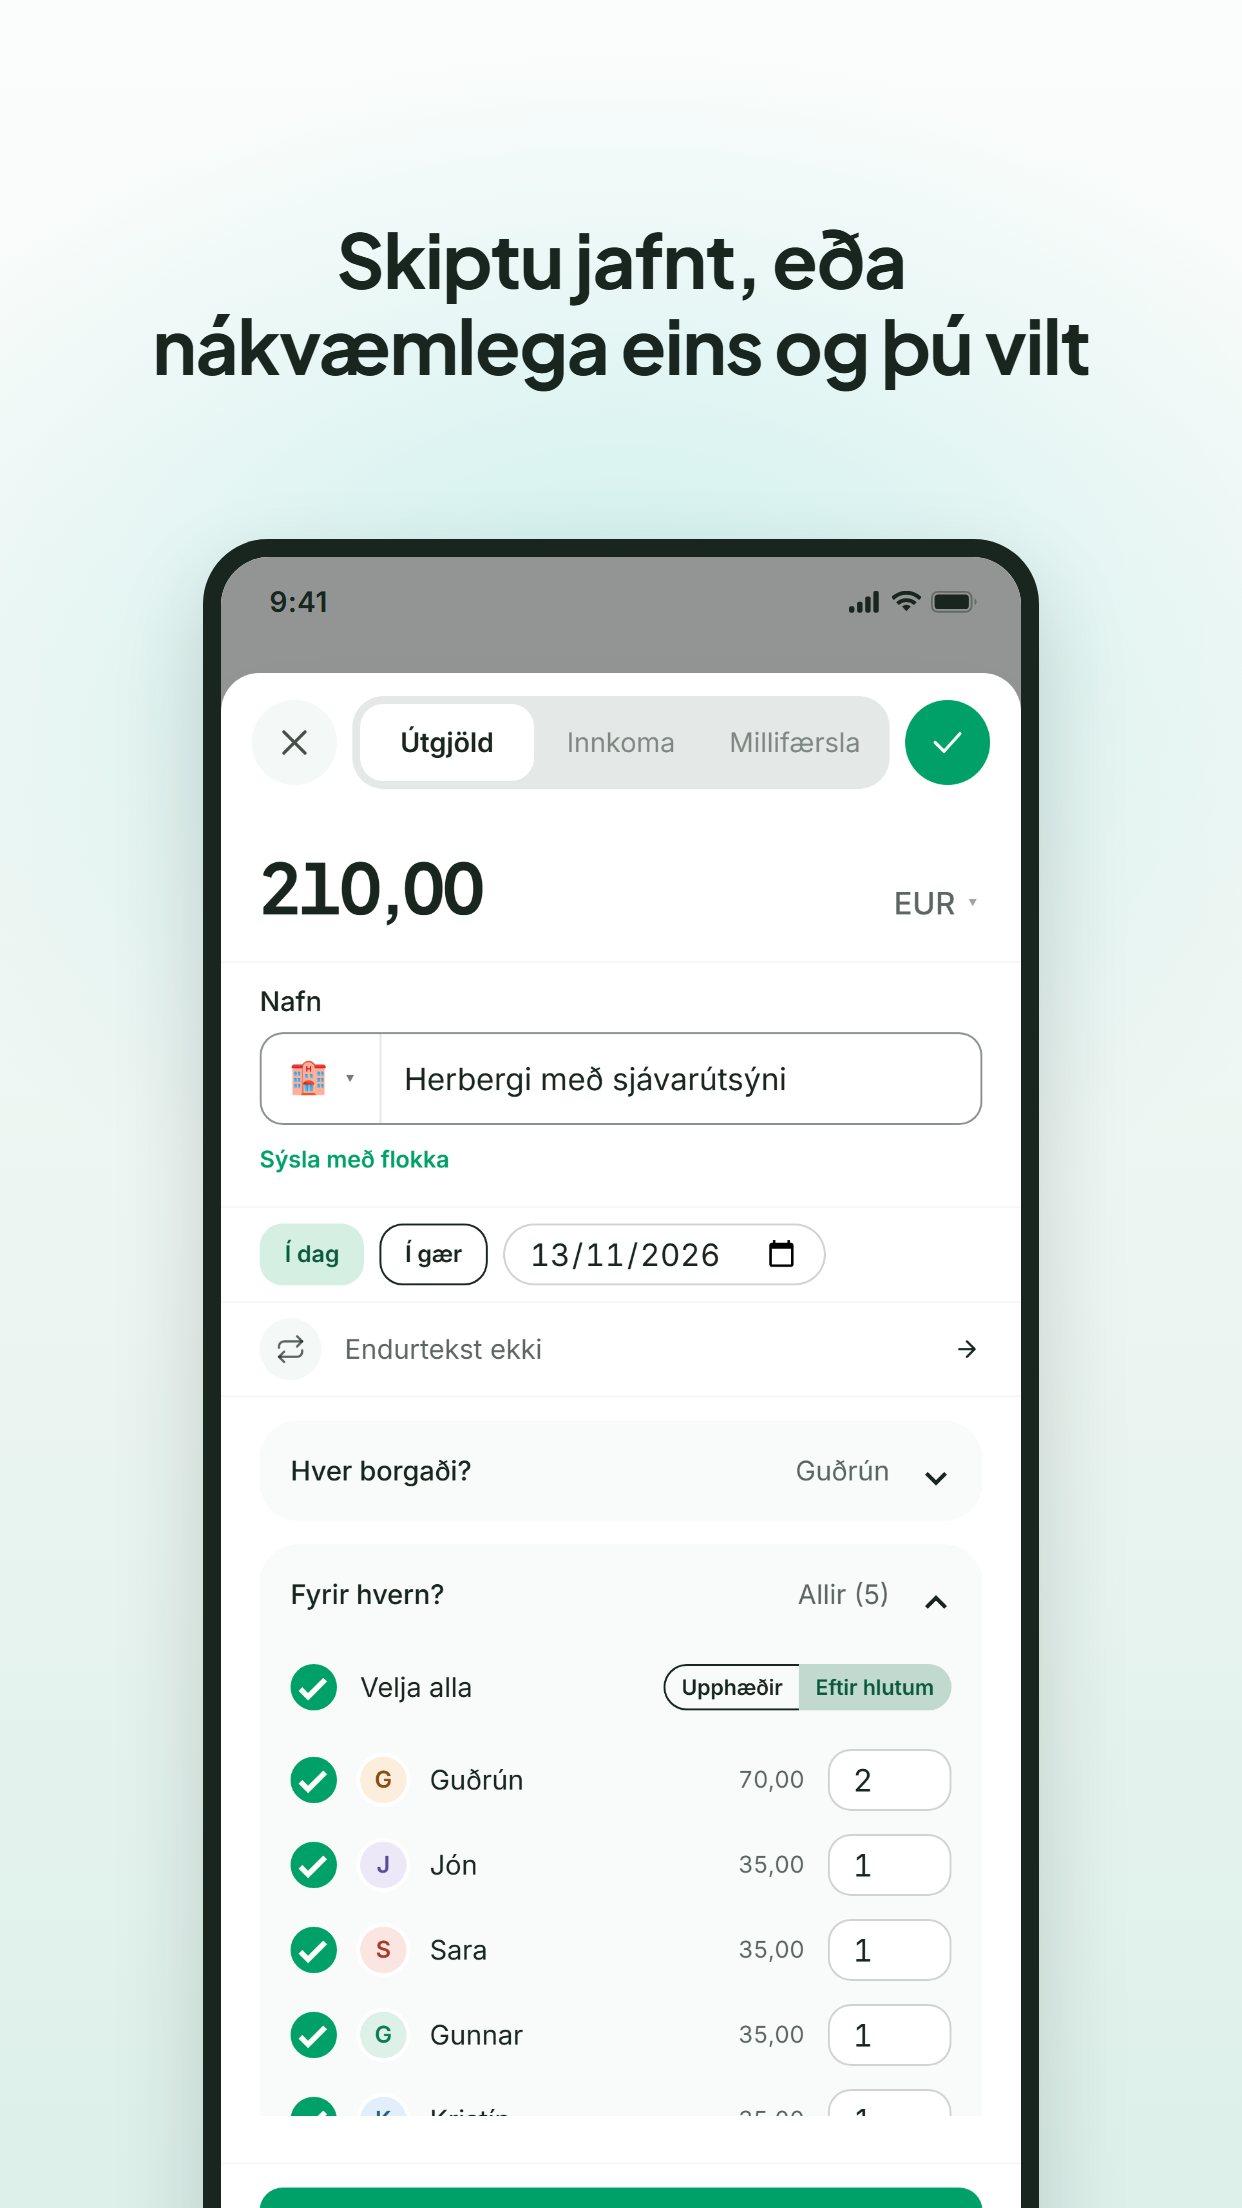 Skiptu jafnt, eða
nákvæmlega eins og þú vilt
9:41
Útgjöld Innkoma Millifærsla
210,00 EUR
Nafn
Herbergi með sjávarútsýni
Sýsla með flokka
Í dag Í gær 13/11/2026
Endurtekst ekki
Hver borgaði? Guðrún
Fyrir hvern? Allir (5)
Velja alla Upphæðir Eftir hlutum
G Guðrún 70,00 2
J Jón 35,00 1
S Sara 35,00 1
G Gunnar 35,00 1